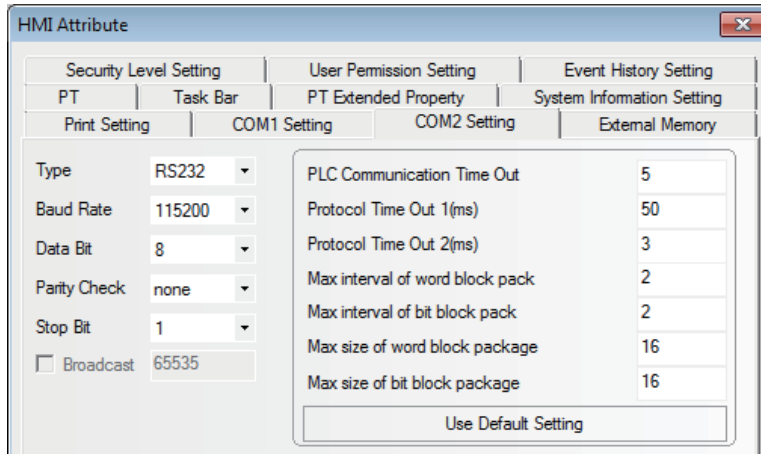 HMI Attribute
Security Level Setting User Permission Setting Event History Setting
PT Task Bar PT Extended Property System Information Setting
Print Setting COM1 Setting COM2 Setting External Memory
Type RS232
Baud Rate 115200
Data Bit 8
Parity Check none
Stop Bit 1
Broadcast 65535
PLC Communication Time Out 5
Protocol Time Out 1(ms) 50
Protocol Time Out 2(ms) 3
Max interval of word block pack 2
Max interval of bit block pack 2
Max size of word block package 16
Max size of bit block package 16
Use Default Setting